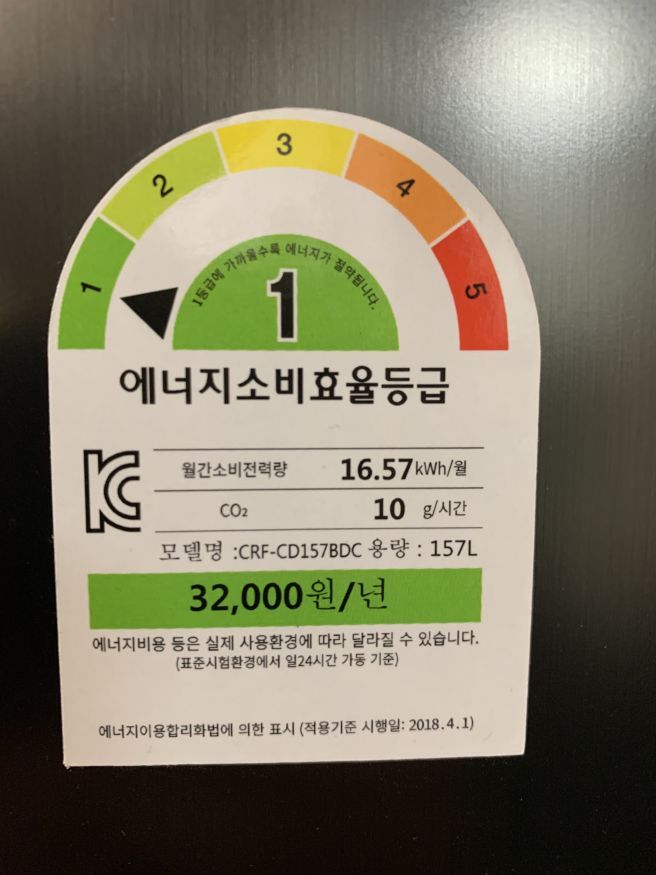 1
2
3
4
5
1등급에 가까울수록 에너지가 절약됩니다.
1
에너지소비효율등급
월간소비전력량 16.57kWh/월
CO₂ 10 g/시간
모델명 :CRF-CD157BDC 용량 : 157L
32,000원/년
에너지비용 등은 실제 사용환경에 따라 달라질 수 있습니다.
(표준시험환경에서 일24시간 가동 기준)
에너지이용합리화법에 의한 표시 (적용기준 시행일: 2018.4.1)